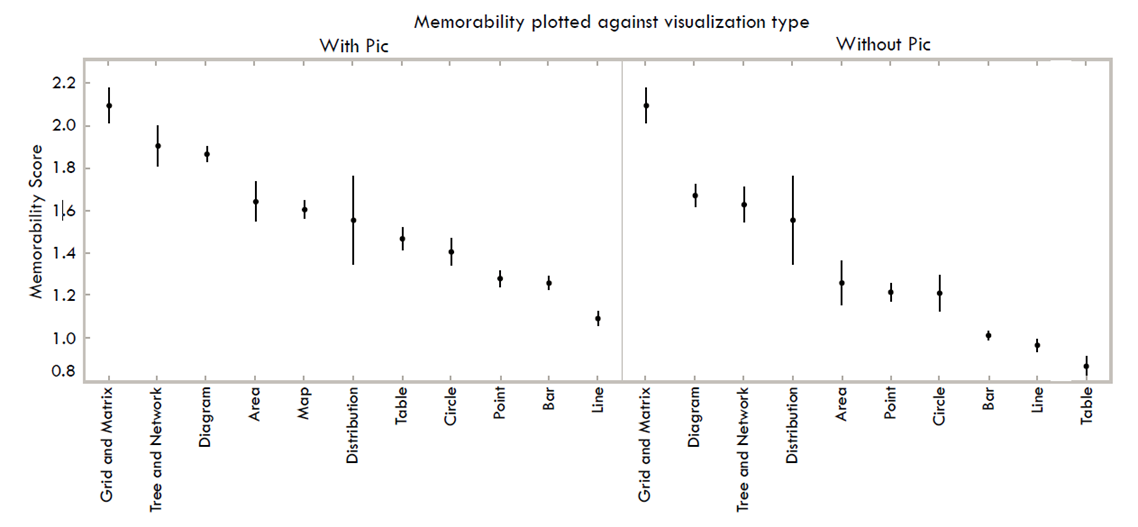 Memorability plotted against visualization type
With Pic
Without Pic
Memorability Score
2.2
2.0
1.8
1.6
1.4
1.2
1.0
0.8
Grid and Matrix
Tree and Network
Diagram
Area
Map
Distribution
Table
Circle
Point
Bar
Line
Grid and Matrix
Diagram
Tree and Network
Distribution
Area
Point
Circle
Bar
Line
Table